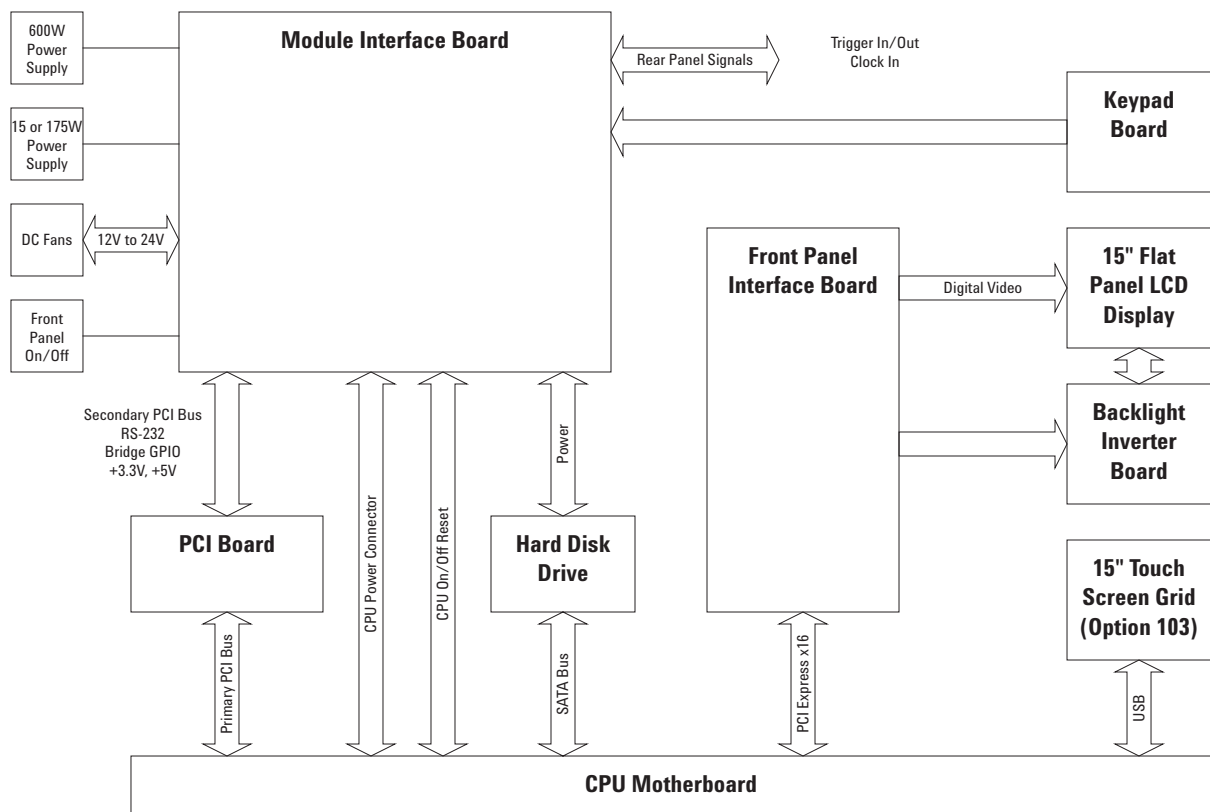 600W
Power
Supply
Module Interface Board
Rear Panel Signals
Trigger In/Out
Clock In
Keypad
Board
15 or 175W
Power
Supply
DC Fans
12V to 24V
Front Panel
Interface Board
Digital Video
15" Flat
Panel LCD
Display
Front
Panel
On/Off
Secondary PCI Bus
RS-232
Bridge GPIO
+3.3V, +5V
Power
Backlight
Inverter
Board
PCI Board
CPU Power Connector
CPU On/Off Reset
Hard Disk
Drive
15" Touch
Screen Grid
(Option 103)
Primary PCI Bus
SATA Bus
PCI Express x16
USB
CPU Motherboard